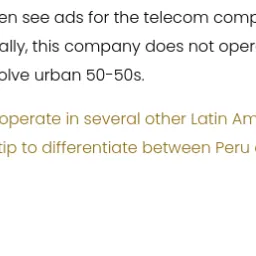 en see ads for the telecom comp
ally, this company does not oper
olve urban 50-50s.
operate in several other Latin Am
tip to differentiate between Peru